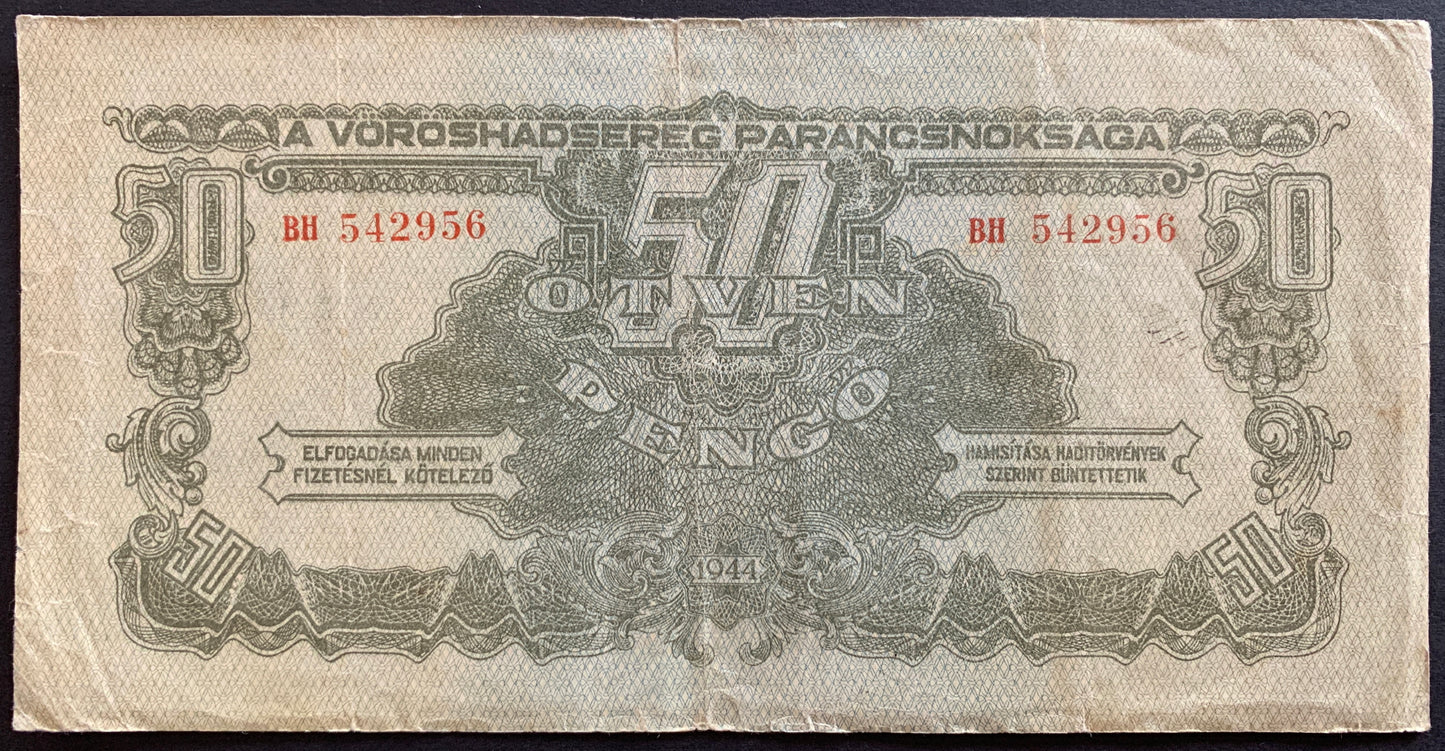 A VÖRÖSHADSEREG PARANCSNOKSÁGA
50 50 50
BH 542956 BH 542956
ÖTVEN
PENGŐ
ELFOGADÁSA MINDEN
FIZETÉSNÉL KÖTELEZŐ
HAMISÍTÁSA HADITÖRVÉNYEK
SZERINT BÜNTETTETIK
50 1944 50